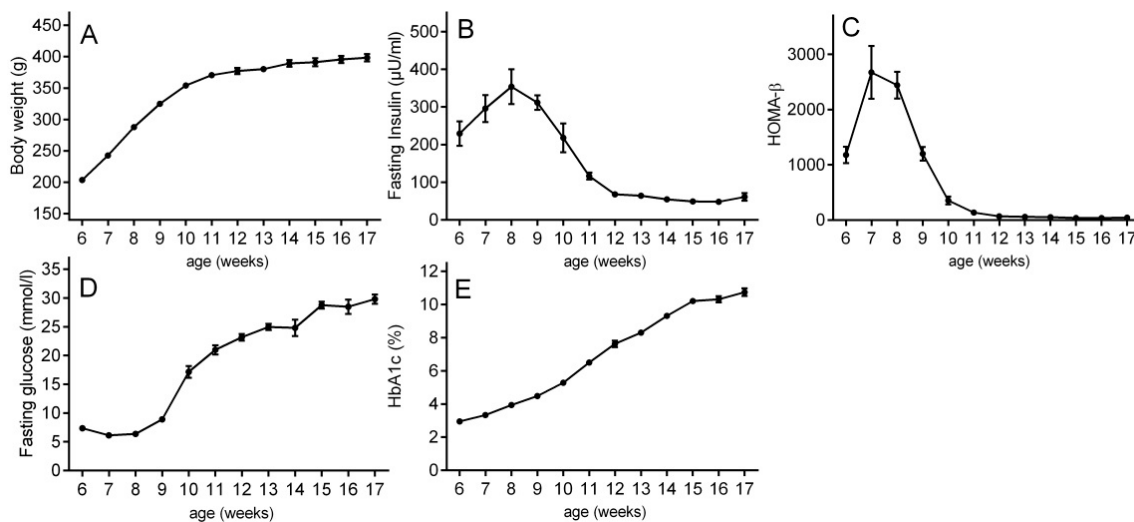 A
Body weight (g)
450
400
350
300
250
200
150
6 7 8 9 10 11 12 13 14 15 16 17
age (weeks)
B
Fasting Insulin (µU/ml)
500
400
300
200
100
0
6 7 8 9 10 11 12 13 14 15 16 17
age (weeks)
C
HOMA-β
3000
2000
1000
0
6 7 8 9 10 11 12 13 14 15 16 17
age (weeks)
D
Fasting glucose (mmol/l)
35
30
25
20
15
10
5
0
6 7 8 9 10 11 12 13 14 15 16 17
age (weeks)
E
HbA1c (%)
12
10
8
6
4
2
0
6 7 8 9 10 11 12 13 14 15 16 17
age (weeks)